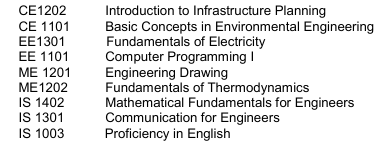 CE1202 Introduction to Infrastructure Planning
CE 1101 Basic Concepts in Environmental Engineering
EE1301 Fundamentals of Electricity
EE 1101 Computer Programming I
ME 1201 Engineering Drawing
ME1202 Fundamentals of Thermodynamics
IS 1402 Mathematical Fundamentals for Engineers
IS 1301 Communication for Engineers
IS 1003 Proficiency in English